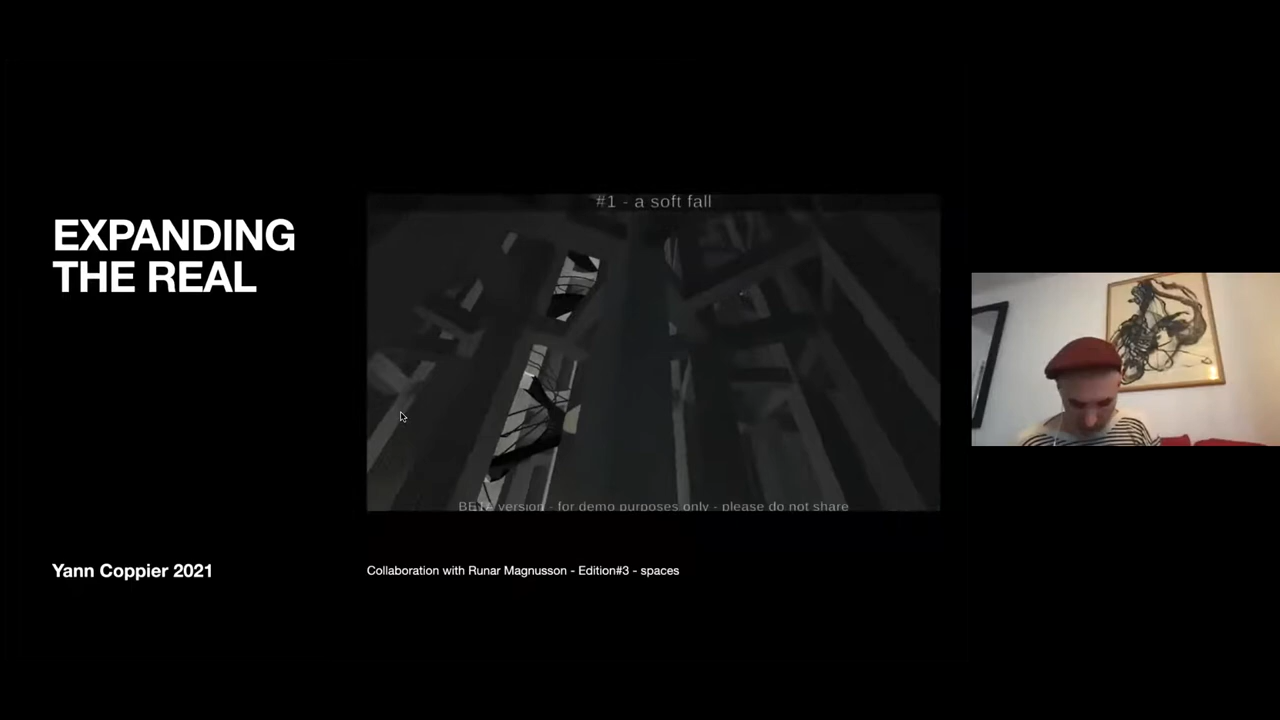 #1 - a soft fall
EXPANDING
THE REAL
BETA version - for demo purposes only - please do not share
Yann Coppier 2021
Collaboration with Runar Magnusson - Edition#3 - spaces